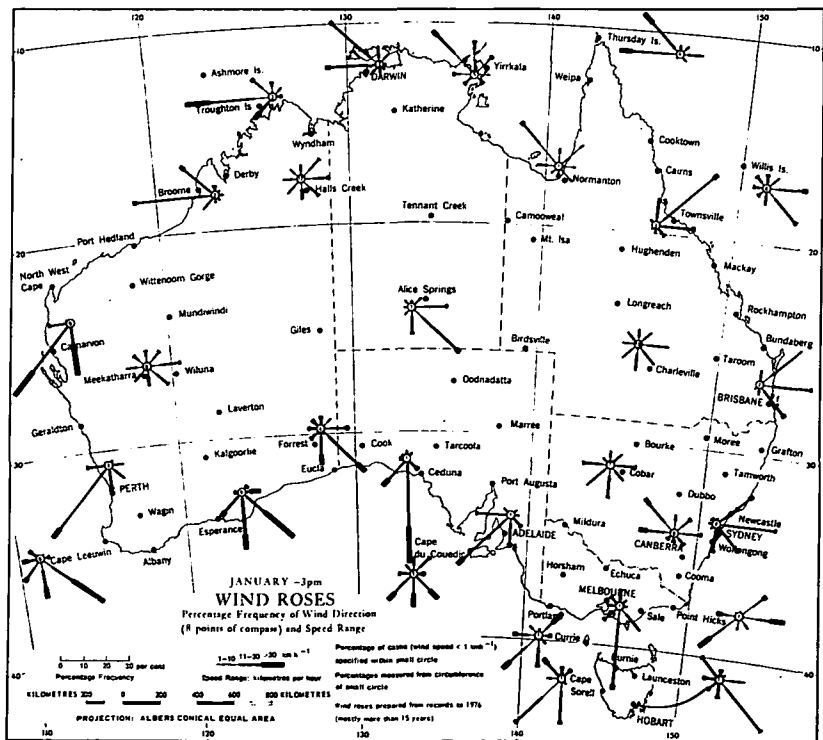 120 130 140 150
10 10
Thursday Is.
Ashmore Is.
DARWIN
Yirrkala
Weipa
Troughton Is
Katherine
Wyndham
Cooktown
Derby
Cairns
Willis Is.
Broome
Halls Creek
Normanton
Tennant Creek
Camooweal
Townsville
Port Hedland
Mt. Isa
20 20
Hughenden
North West
Cape
Wittenoom Gorge
Mackay
Alice Springs
Mundiwindi
Longreach
Rockhampton
Giles
Carnarvon
Birdsville
Bundaberg
Meekatharra
Wiluna
Taroom
Charleville
Oodnadatta
BRISBANE
Laverton
Geraldton
Marree
Forrest
Cook
Tarcoola
Bourke
Moree
Grafton
Kalgoorlie
30 30
Eucla
Ceduna
Cobar
Tamworth
PERTH
Port Augusta
Dubbo
Wagin
Newcastle
Esperance
Mildura
SYDNEY
ADELAIDE
CANBERRA
Wollongong
Cape Leeuwin
Albany
Cape
du Couedic
Horsham
Echuca
Cooma
JANUARY –3pm
WIND ROSES
Percentage Frequency of Wind Direction
(8 points of compass) and Speed Range
MELBOURNE
Portland
Sale
Point Hicks
Currie
0 10 20 30 per cent
Percentage Frequency
1–10 11–30 >30 km h⁻¹
Speed Range: kilometres per hour
Percentage of calms (wind speed < 1 km h⁻¹)
specified within small circle
Percentages measured from circumference
of small circle
Burnie
Launceston
Cape
Sorell
HOBART
40 40
KILOMETRES 200 0 200 400 600 800 KILOMETRES
Wind roses prepared from records to 1976
(mostly more than 15 years)
PROJECTION: ALBERS CONICAL EQUAL AREA
110 120 130 140 150